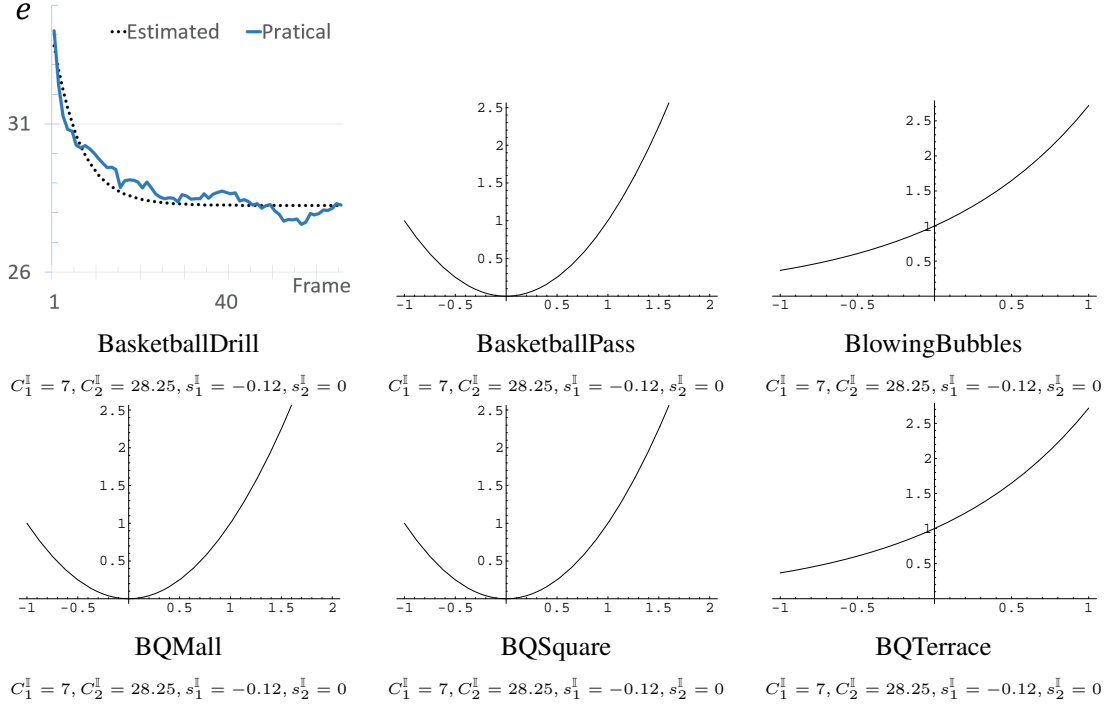 e
Estimated Pratical
31
26
Frame
1 40
2.5
2
1.5
1
0.5
-1 -0.5 0.5 1 1.5 2
2.5
2
1.5
1
0.5
-1 -0.5 0.5 1
BasketballDrill BasketballPass BlowingBubbles
C₁^𝕀 = 7, C₂^𝕀 = 28.25, s₁^𝕀 = −0.12, s₂^𝕀 = 0 C₁^𝕀 = 7, C₂^𝕀 = 28.25, s₁^𝕀 = −0.12, s₂^𝕀 = 0 C₁^𝕀 = 7, C₂^𝕀 = 28.25, s₁^𝕀 = −0.12, s₂^𝕀 = 0
2.5
2
1.5
1
0.5
-1 -0.5 0.5 1 1.5 2
2.5
2
1.5
1
0.5
-1 -0.5 0.5 1 1.5 2
2.5
2
1.5
1
0.5
-1 -0.5 0.5 1
BQMall BQSquare BQTerrace
C₁^𝕀 = 7, C₂^𝕀 = 28.25, s₁^𝕀 = −0.12, s₂^𝕀 = 0 C₁^𝕀 = 7, C₂^𝕀 = 28.25, s₁^𝕀 = −0.12, s₂^𝕀 = 0 C₁^𝕀 = 7, C₂^𝕀 = 28.25, s₁^𝕀 = −0.12, s₂^𝕀 = 0